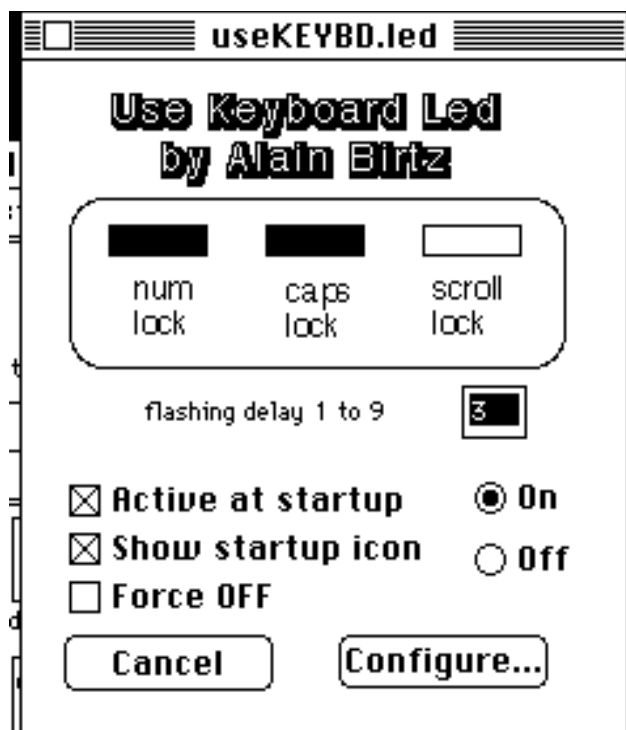 useKEYBD.led
Use Keyboard Led
by Alain Birtz
num caps scroll
lock lock lock
flashing delay 1 to 9 3
Active at startup On
Show startup icon Off
Force OFF
Cancel Configure...